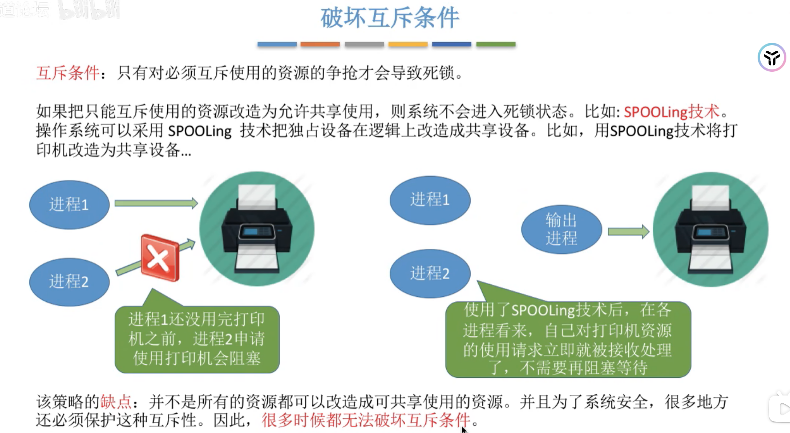 破坏互斥条件
互斥条件：只有对必须互斥使用的资源的争抢才会导致死锁。
如果把只能互斥使用的资源改造为允许共享使用，则系统不会进入死锁状态。比如: SPOOLing技术。
操作系统可以采用 SPOOLing 技术把独占设备在逻辑上改造成共享设备。比如，用SPOOLing技术将打
印机改造为共享设备...
进程1
进程2
进程1还没用完打印
机之前，进程2申请
使用打印机会阻塞
进程1
进程2
输出
进程
使用了SPOOLing技术后，在各
进程看来，自己对打印机资源
的使用请求立即就被接收处理
了，不需要再阻塞等待
该策略的缺点：并不是所有的资源都可以改造成可共享使用的资源。并且为了系统安全，很多地方
还必须保护这种互斥性。因此，很多时候都无法破坏互斥条件。